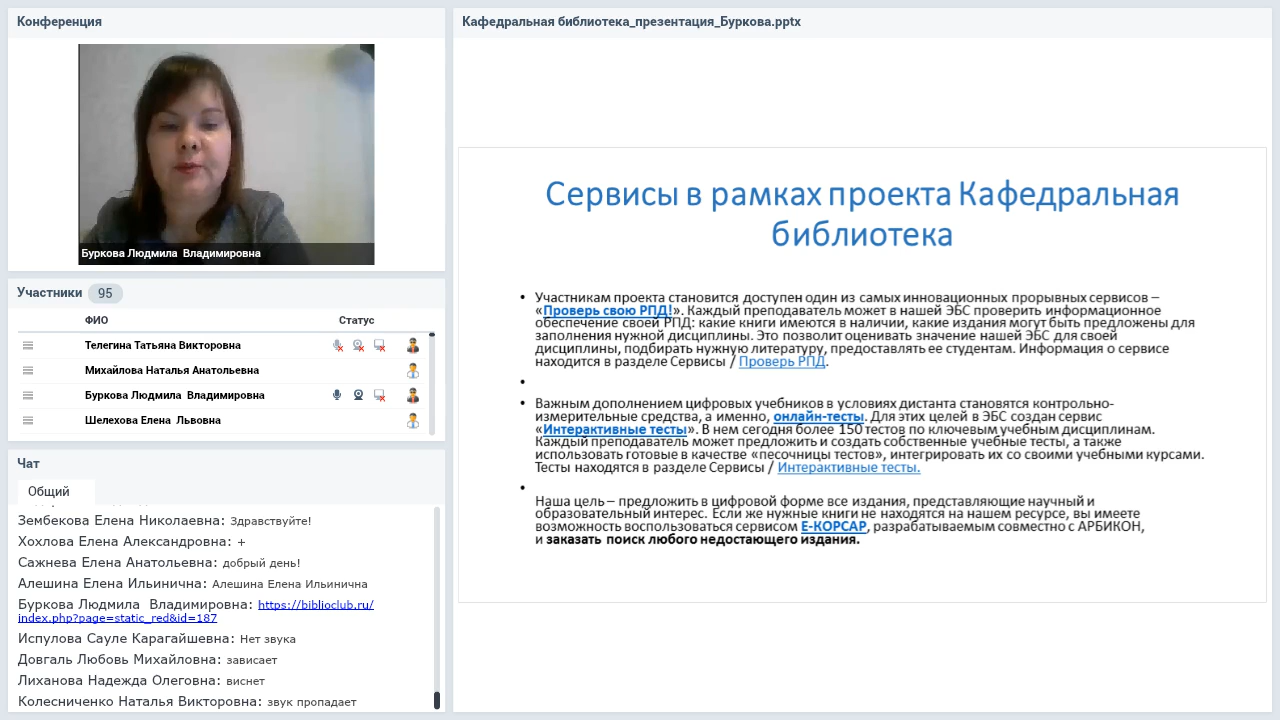 Конференция
Буркова Людмила  Владимировна
Участники 95
ФИО Статус
Телегина Татьяна Викторовна
Михайлова Наталья Анатольевна
Буркова Людмила  Владимировна
Шелехова Елена  Львовна
Чат
Общий
Зембекова Елена Николаевна: Здравствуйте!
Хохлова Елена Александровна: +
Сажнева Елена Анатольевна: добрый день!
Алешина Елена Ильинична: Алешина Елена Ильинична
Буркова Людмила  Владимировна: https://biblioclub.ru/
index.php?page=static_red&id=187
Испулова Сауле Карагайшевна: Нет звука
Довгаль Любовь Михайловна: зависает
Лиханова Надежда Олеговна: виснет
Колесниченко Наталья Викторовна: звук пропадает
Кафедральная библиотека_презентация_Буркова.pptx
Сервисы в рамках проекта Кафедральная
библиотека
• Участникам проекта становится доступен один из самых инновационных прорывных сервисов –
«Проверь свою РПД!». Каждый преподаватель может в нашей ЭБС проверить информационное
обеспечение своей РПД: какие книги имеются в наличии, какие издания могут быть предложены для
заполнения нужной дисциплины. Это позволит оценивать значение нашей ЭБС для своей
дисциплины, подбирать нужную литературу, предоставлять ее студентам. Информация о сервисе
находится в разделе Сервисы / Проверь РПД.
•
• Важным дополнением цифровых учебников в условиях дистанта становятся контрольно-
измерительные средства, а именно, онлайн-тесты. Для этих целей в ЭБС создан сервис
«Интерактивные тесты». В нем сегодня более 150 тестов по ключевым учебным дисциплинам.
Каждый преподаватель может предложить и создать собственные учебные тесты, а также
использовать готовые в качестве «песочницы тестов», интегрировать их со своими учебными курсами.
Тесты находятся в разделе Сервисы / Интерактивные тесты.
•
Наша цель – предложить в цифровой форме все издания, представляющие научный и
образовательный интерес. Если же нужные книги не находятся на нашем ресурсе, вы имеете
возможность воспользоваться сервисом Е-КОРСАР, разрабатываемым совместно с АРБИКОН,
и заказать поиск любого недостающего издания.